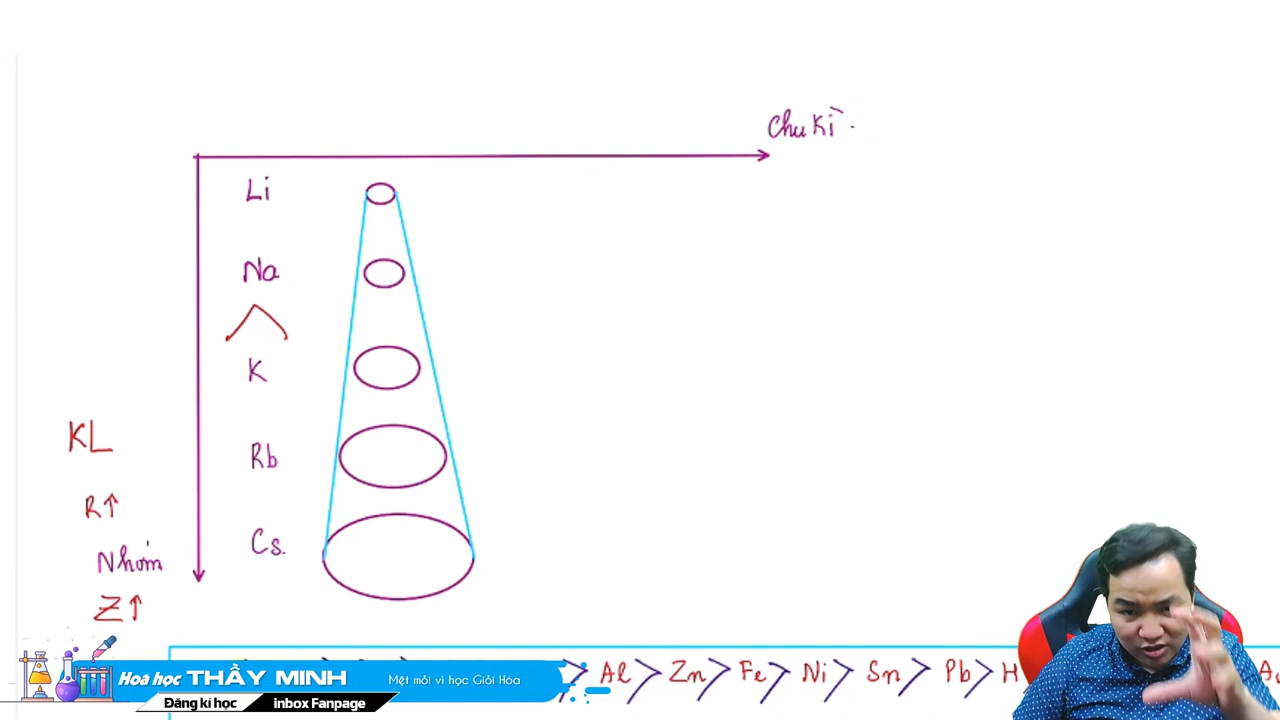 Chu Kì
Li
Na
K
KL
Rb
R↑
Cs.
Nhóm
Z↑
> Al > Zn > Fe > Ni > Sn > Pb > H
Hoá học THẦY MINH
Mệt mỏi vì học Giỏi Hóa
Đăng kí học
inbox Fanpage